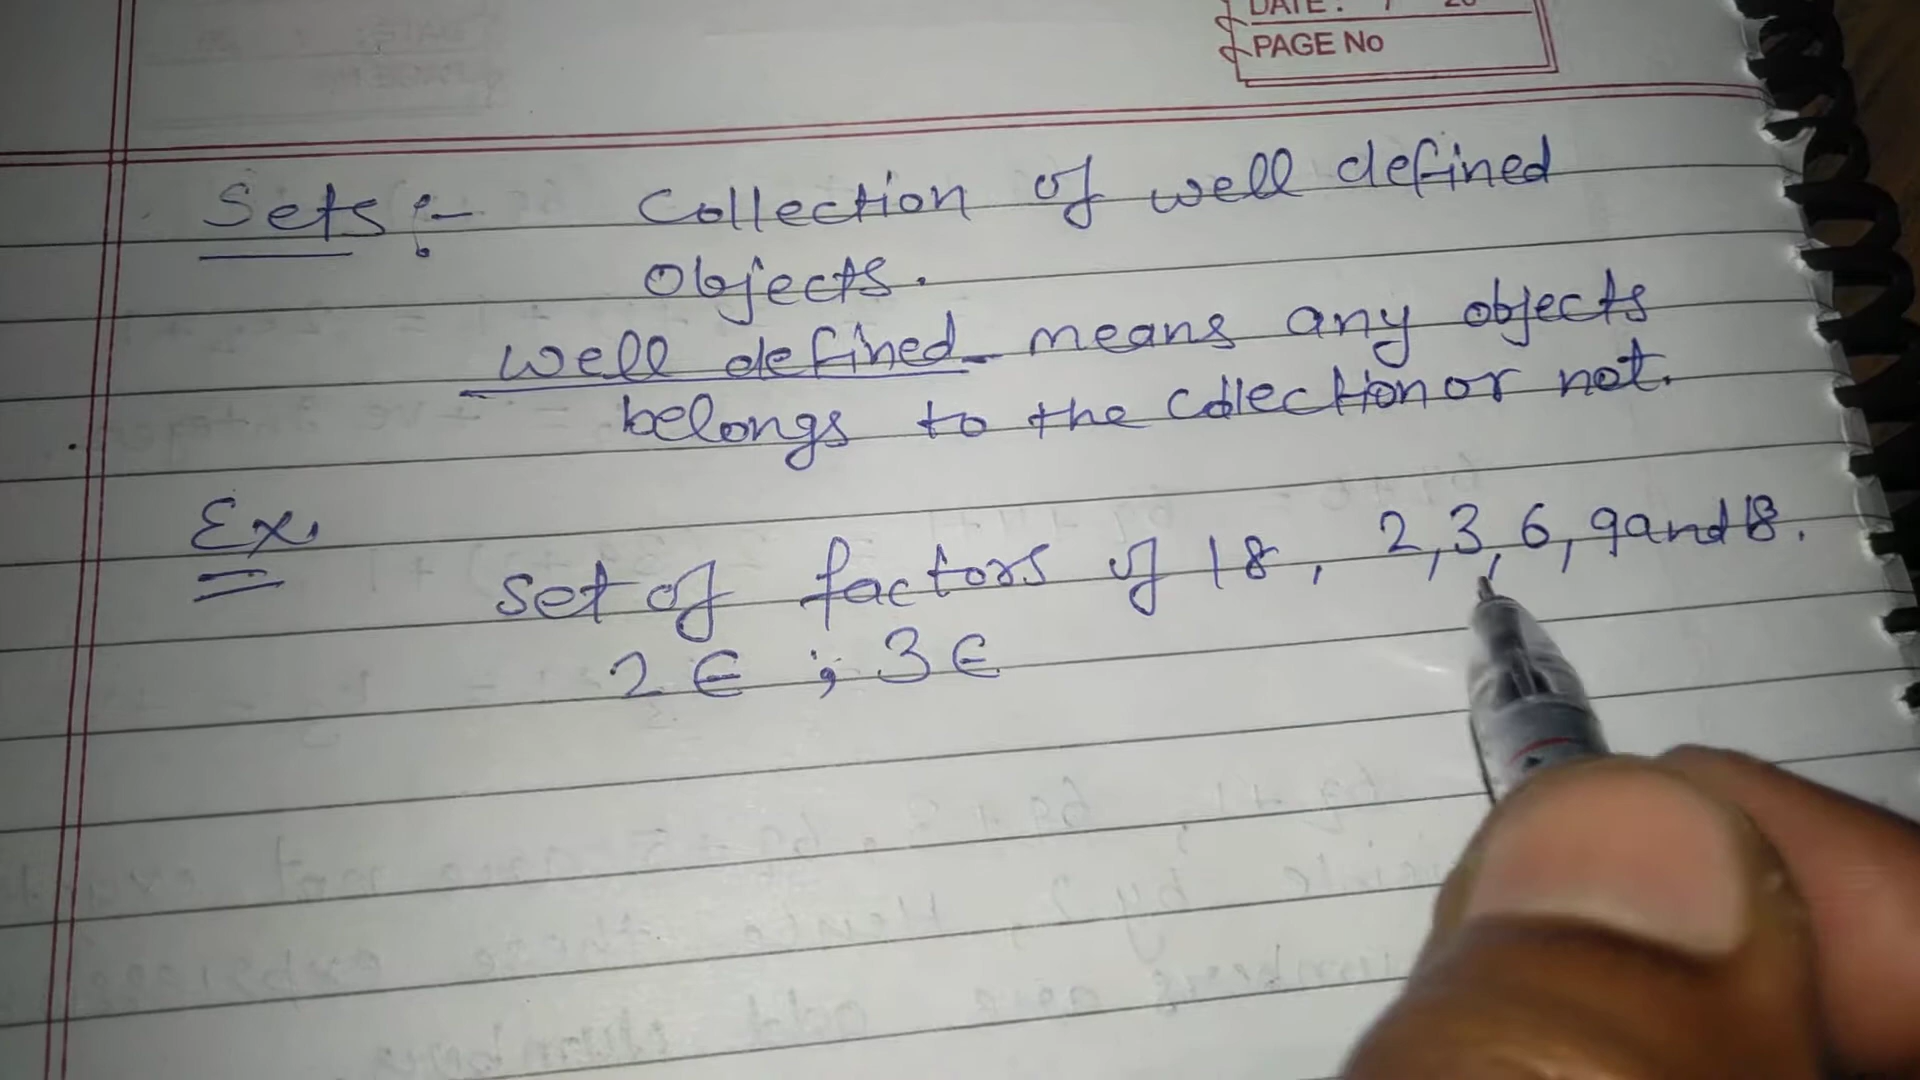 DATE: / 20
PAGE No
Sets :- Collection of well defined
objects.
well defined means any objects
belongs to the collection or not.
Ex.
set of factors of 18, 2, 3, 6, 9 and 18.
2 ∈ ; 3 ∈